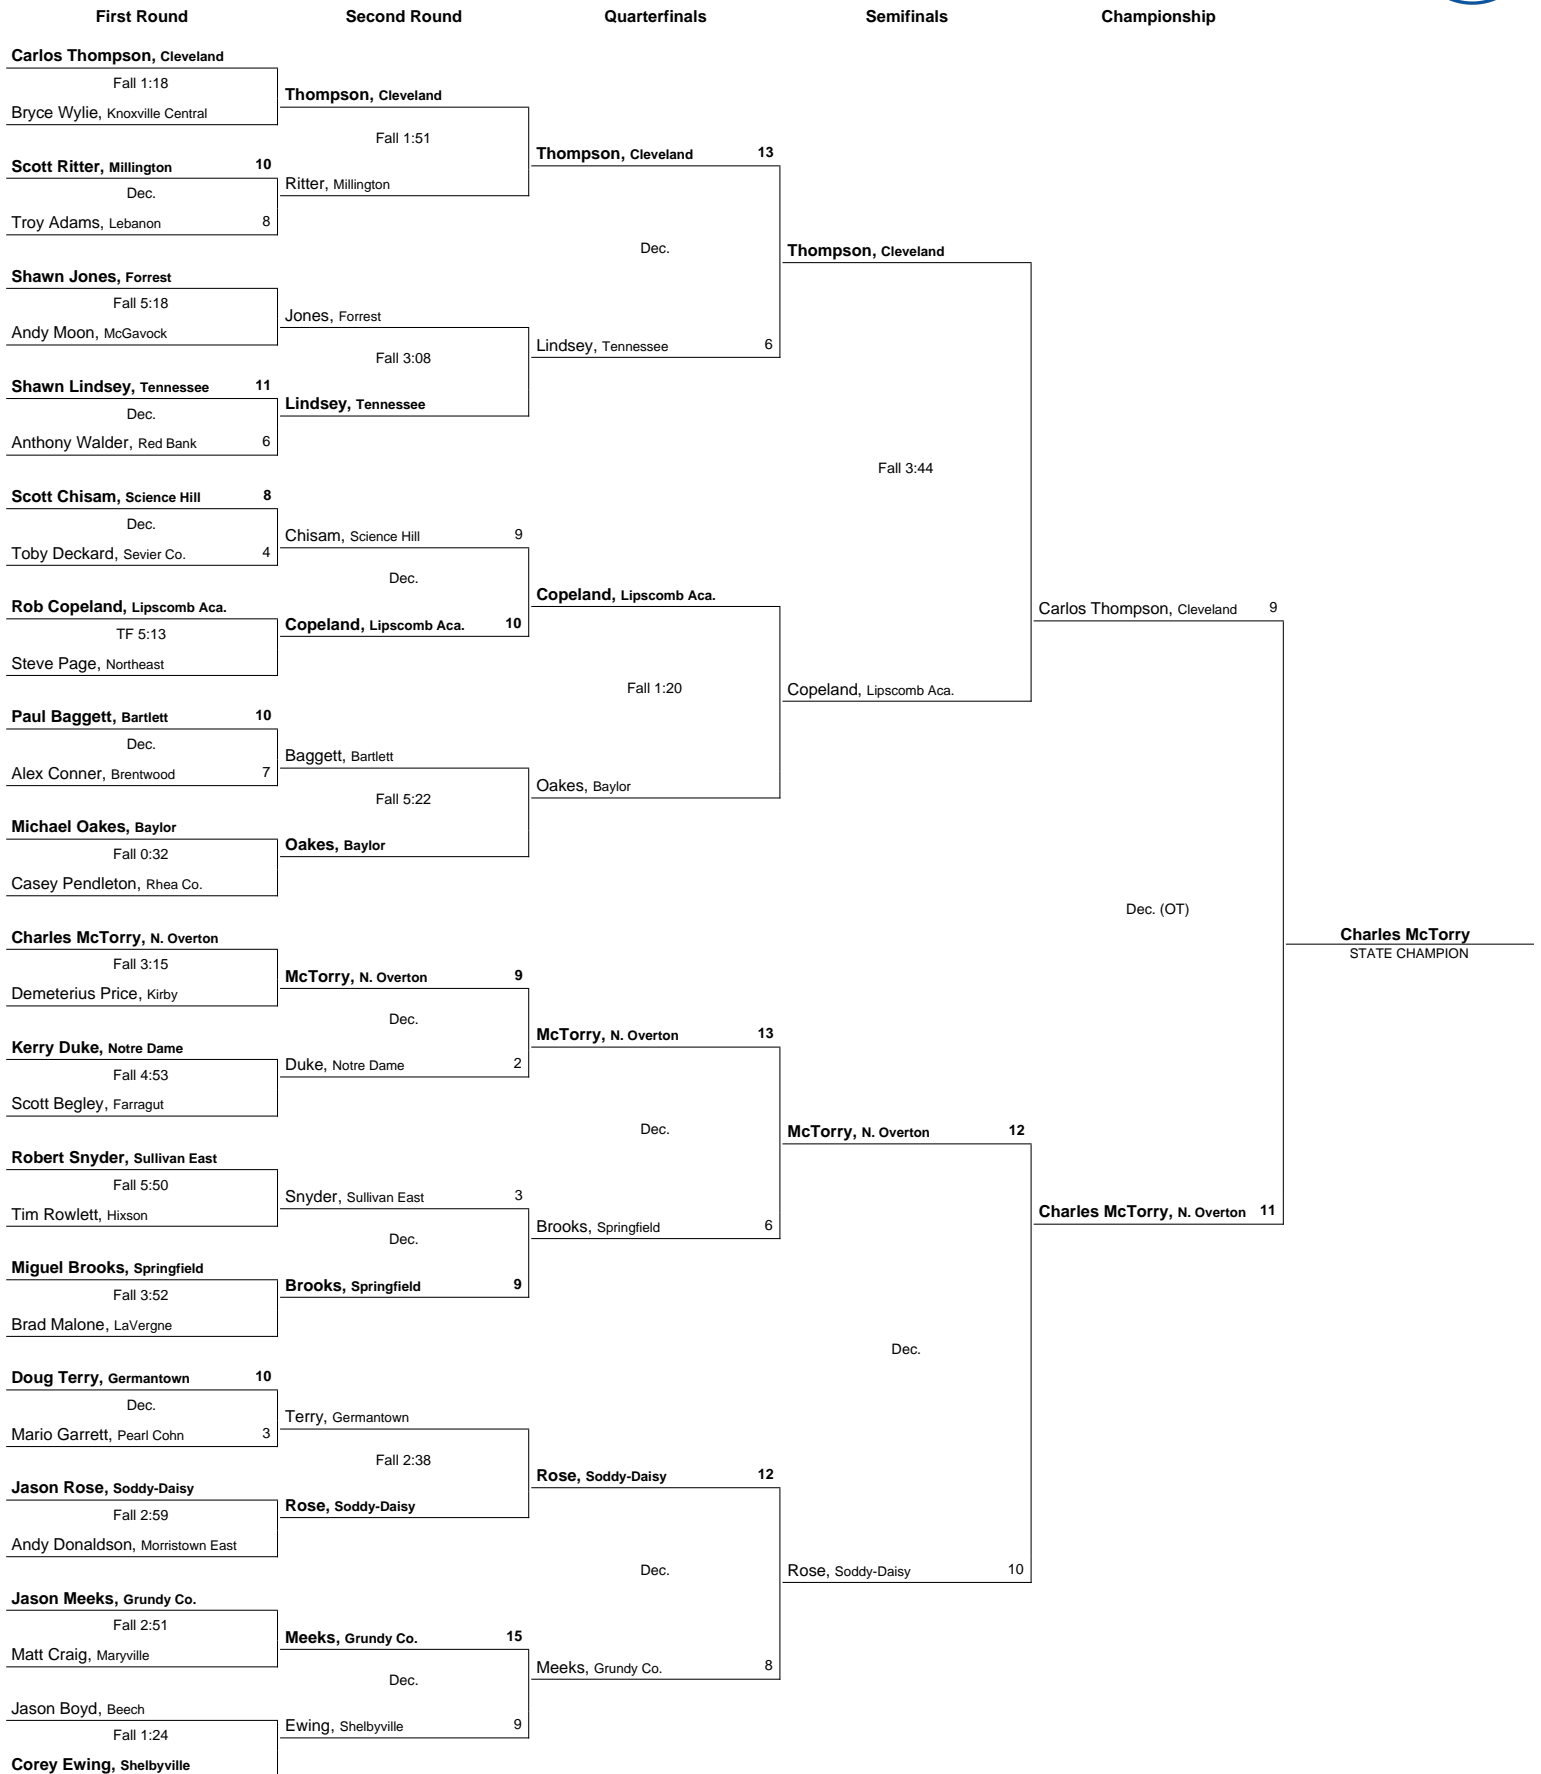 First Round Second Round Quarterfinals Semifinals Championship
Carlos Thompson, Cleveland
Fall 1:18
Bryce Wylie, Knoxville Central
Scott Ritter, Millington 10
Dec.
Troy Adams, Lebanon 8
Shawn Jones, Forrest
Fall 5:18
Andy Moon, McGavock
Shawn Lindsey, Tennessee 11
Dec.
Anthony Walder, Red Bank 6
Scott Chisam, Science Hill 8
Dec.
Toby Deckard, Sevier Co. 4
Rob Copeland, Lipscomb Aca.
TF 5:13
Steve Page, Northeast
Paul Baggett, Bartlett 10
Dec.
Alex Conner, Brentwood 7
Michael Oakes, Baylor
Fall 0:32
Casey Pendleton, Rhea Co.
Charles McTorry, N. Overton
Fall 3:15
Demeterius Price, Kirby
Kerry Duke, Notre Dame
Fall 4:53
Scott Begley, Farragut
Robert Snyder, Sullivan East
Fall 5:50
Tim Rowlett, Hixson
Miguel Brooks, Springfield
Fall 3:52
Brad Malone, LaVergne
Doug Terry, Germantown 10
Dec.
Mario Garrett, Pearl Cohn 3
Jason Rose, Soddy-Daisy
Fall 2:59
Andy Donaldson, Morristown East
Jason Meeks, Grundy Co.
Fall 2:51
Matt Craig, Maryville
Jason Boyd, Beech
Fall 1:24
Corey Ewing, Shelbyville
Thompson, Cleveland
Fall 1:51
Ritter, Millington
Jones, Forrest
Fall 3:08
Lindsey, Tennessee
Chisam, Science Hill 9
Dec.
Copeland, Lipscomb Aca. 10
Baggett, Bartlett
Fall 5:22
Oakes, Baylor
McTorry, N. Overton 9
Dec.
Duke, Notre Dame 2
Snyder, Sullivan East 3
Dec.
Brooks, Springfield 9
Terry, Germantown
Fall 2:38
Rose, Soddy-Daisy
Meeks, Grundy Co. 15
Dec.
Ewing, Shelbyville 9
Thompson, Cleveland 13
Dec.
Lindsey, Tennessee 6
Copeland, Lipscomb Aca.
Fall 1:20
Oakes, Baylor
McTorry, N. Overton 13
Dec.
Brooks, Springfield 6
Rose, Soddy-Daisy 12
Dec.
Meeks, Grundy Co. 8
Thompson, Cleveland
Fall 3:44
Copeland, Lipscomb Aca.
McTorry, N. Overton 12
Dec.
Rose, Soddy-Daisy 10
Carlos Thompson, Cleveland 9
Dec. (OT)
Charles McTorry, N. Overton 11
Charles McTorry
STATE CHAMPION